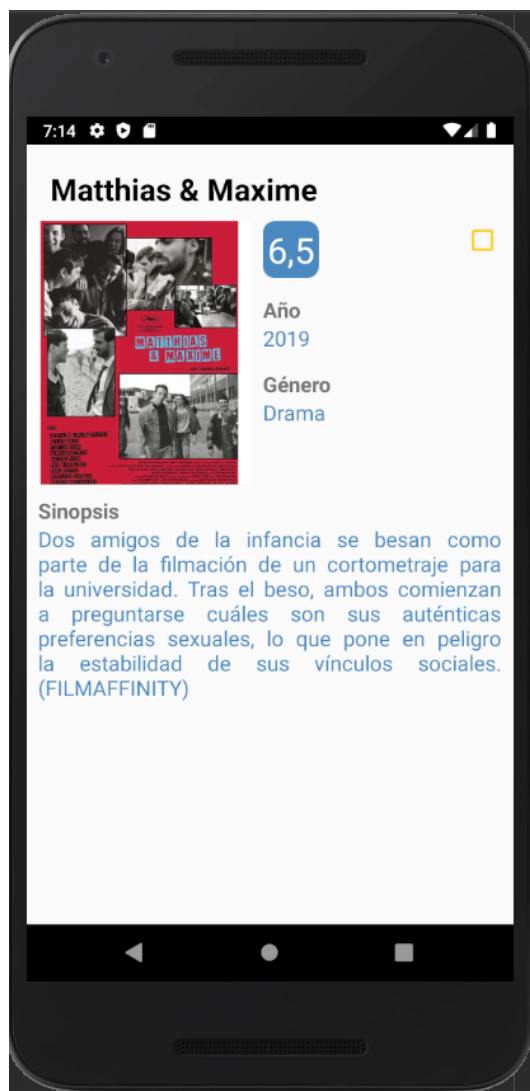 7:14
Matthias & Maxime
MATTHIAS
& MAXIME
6,5
Año
2019
Género
Drama
Sinopsis
Dos amigos de la infancia se besan como
parte de la filmación de un cortometraje para
la universidad. Tras el beso, ambos comienzan
a preguntarse cuáles son sus auténticas
preferencias sexuales, lo que pone en peligro
la estabilidad de sus vínculos sociales.
(FILMAFFINITY)